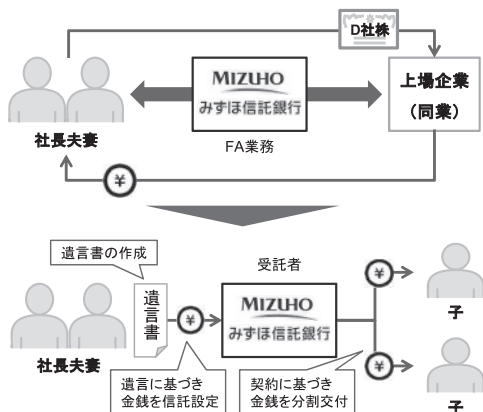 D社株
MIZUHO
みずほ信託銀行
上場企業
（同業）
社長夫妻
FA業務
¥
遺言書の作成
受託者
遺言書
¥
MIZUHO
みずほ信託銀行
¥
子
社長夫妻
遺言に基づき
金銭を信託設定
契約に基づき
金銭を分割交付
¥
子